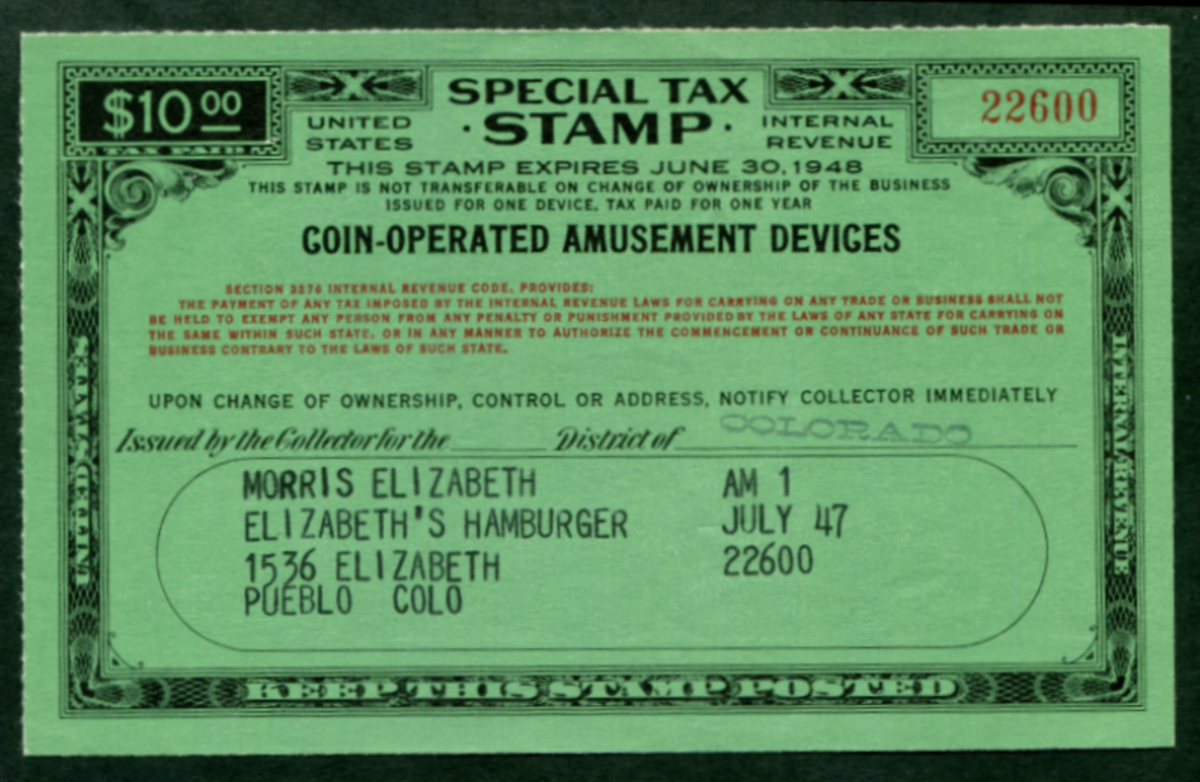 $10 00
TAX PAID
SPECIAL TAX
· STAMP ·
UNITED STATES
INTERNAL REVENUE
22600
THIS STAMP EXPIRES JUNE 30, 1948
THIS STAMP IS NOT TRANSFERABLE ON CHANGE OF OWNERSHIP OF THE BUSINESS
ISSUED FOR ONE DEVICE, TAX PAID FOR ONE YEAR
COIN-OPERATED AMUSEMENT DEVICES
SECTION 3276 INTERNAL REVENUE CODE, PROVIDES:
THE PAYMENT OF ANY TAX IMPOSED BY THE INTERNAL REVENUE LAWS FOR CARRYING ON ANY TRADE OR BUSINESS SHALL NOT
BE HELD TO EXEMPT ANY PERSON FROM ANY PENALTY OR PUNISHMENT PROVIDED BY THE LAWS OF ANY STATE FOR CARRYING ON
THE SAME WITHIN SUCH STATE, OR IN ANY MANNER TO AUTHORIZE THE COMMENCEMENT OR CONTINUANCE OF SUCH TRADE OR
BUSINESS CONTRARY TO THE LAWS OF SUCH STATE.
UPON CHANGE OF OWNERSHIP, CONTROL OR ADDRESS, NOTIFY COLLECTOR IMMEDIATELY
Issued by the Collector for the District of COLORADO
MORRIS ELIZABETH AM 1
ELIZABETH'S HAMBURGER JULY 47
1536 ELIZABETH 22600
PUEBLO COLO
KEEP THIS STAMP POSTED
INTERNAL REVENUE